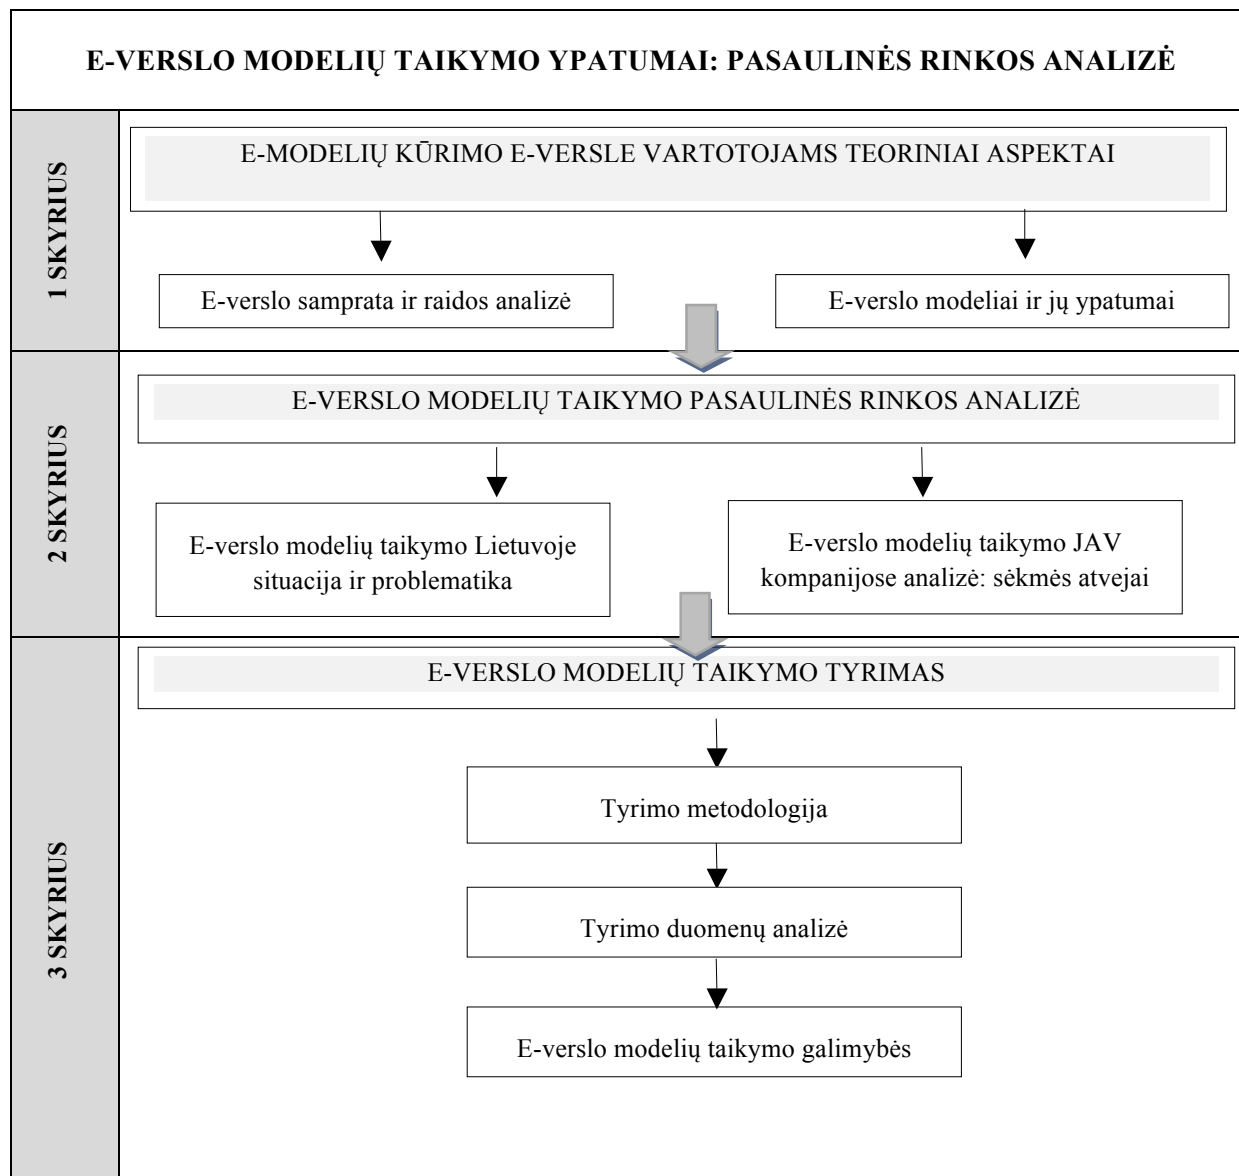 E-VERSLO MODELIŲ TAIKYMO YPATUMAI: PASAULINĖS RINKOS ANALIZĖ
1 SKYRIUS
E-MODELIŲ KŪRIMO E-VERSLE VARTOTOJAMS TEORINIAI ASPEKTAI
E-verslo samprata ir raidos analizė
E-verslo modeliai ir jų ypatumai
2 SKYRIUS
E-VERSLO MODELIŲ TAIKYMO PASAULINĖS RINKOS ANALIZĖ
E-verslo modelių taikymo Lietuvoje
situacija ir problematika
E-verslo modelių taikymo JAV
kompanijose analizė: sėkmės atvejai
3 SKYRIUS
E-VERSLO MODELIŲ TAIKYMO TYRIMAS
Tyrimo metodologija
Tyrimo duomenų analizė
E-verslo modelių taikymo galimybės